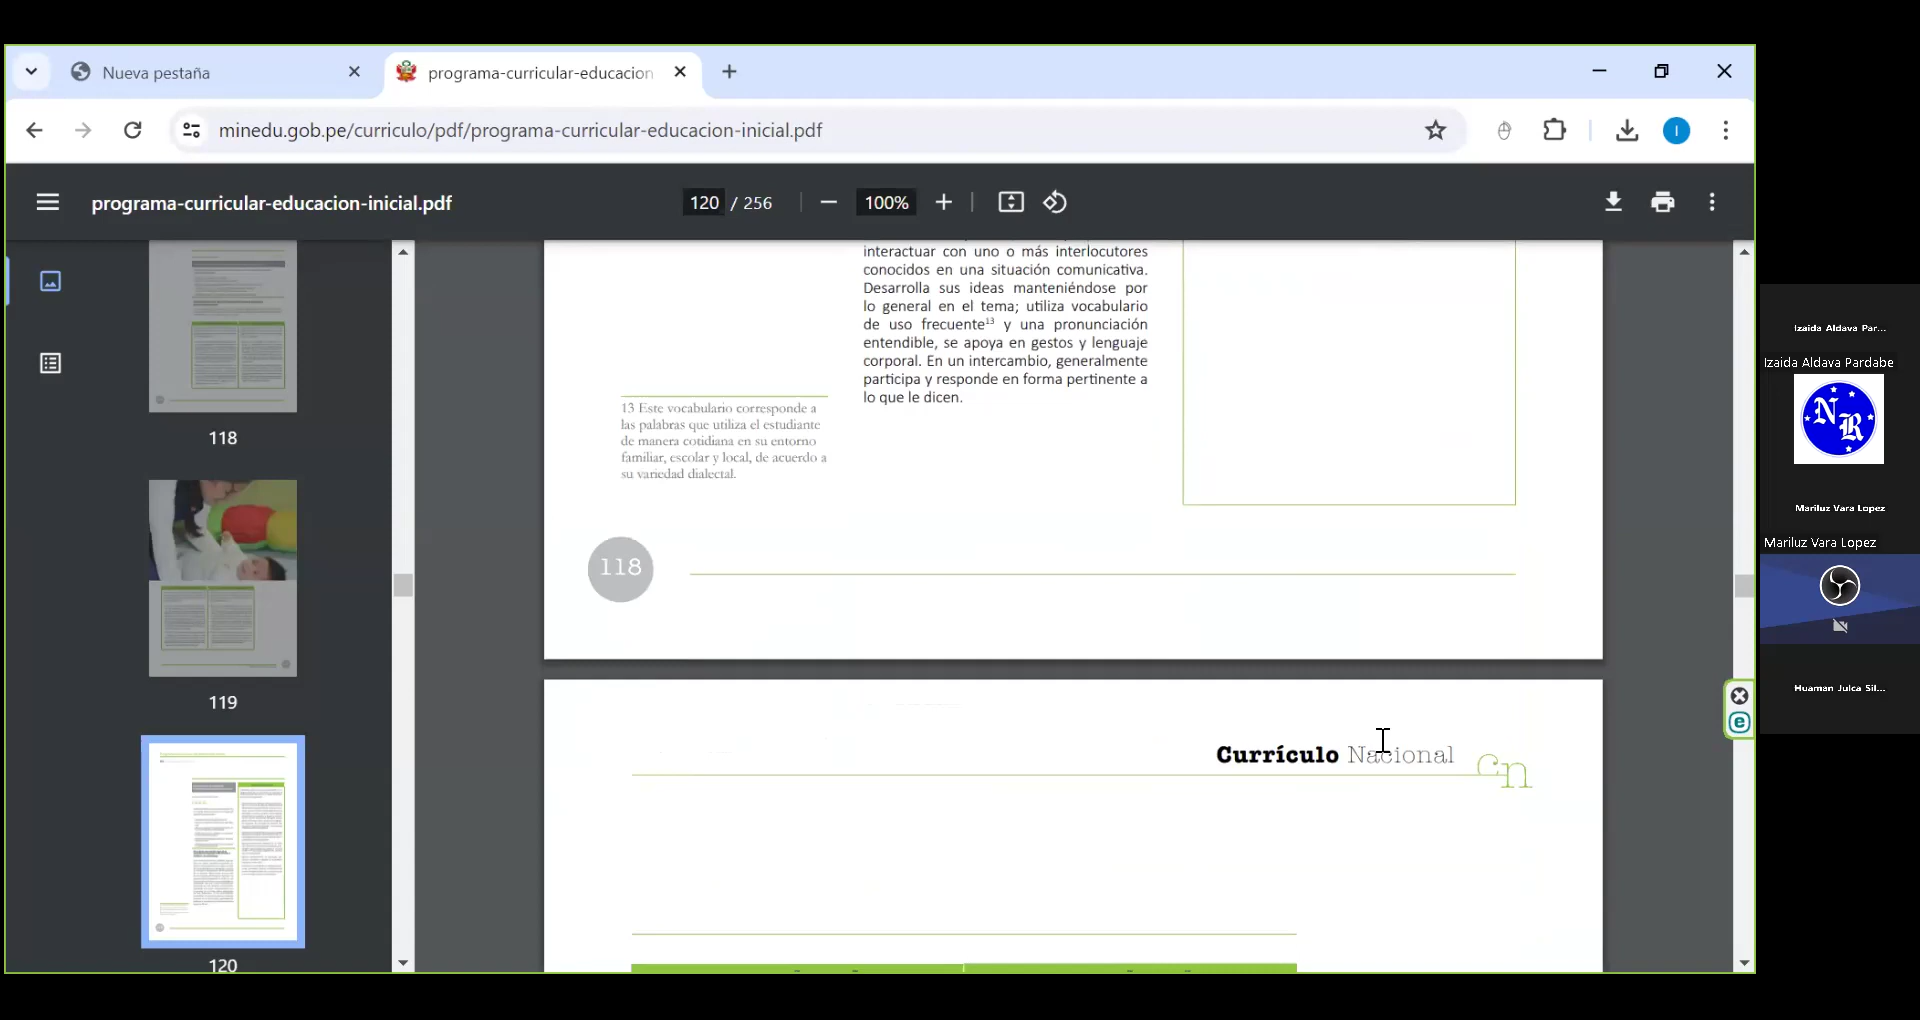 Nueva pestaña
programa-curricular-educacion
minedu.gob.pe/curriculo/pdf/programa-curricular-educacion-inicial.pdf
I
programa-curricular-educacion-inicial.pdf
120 / 256
100%
118
119
120
interactuar con uno o más interlocutores
conocidos en una situación comunicativa.
Desarrolla sus ideas manteniéndose por
lo general en el tema; utiliza vocabulario
de uso frecuente13 y una pronunciación
entendible, se apoya en gestos y lenguaje
corporal. En un intercambio, generalmente
participa y responde en forma pertinente a
lo que le dicen.
13 Este vocabulario corresponde a
las palabras que utiliza el estudiante
de manera cotidiana en su entorno
familiar, escolar y local, de acuerdo a
su variedad dialectal.
118
Currículo Nacional
cn
Izaida Aldava Par...
Izaida Aldava Pardabe
NR
Mariluz Vara Lopez
Mariluz Vara Lopez
Huaman Julca Sil...